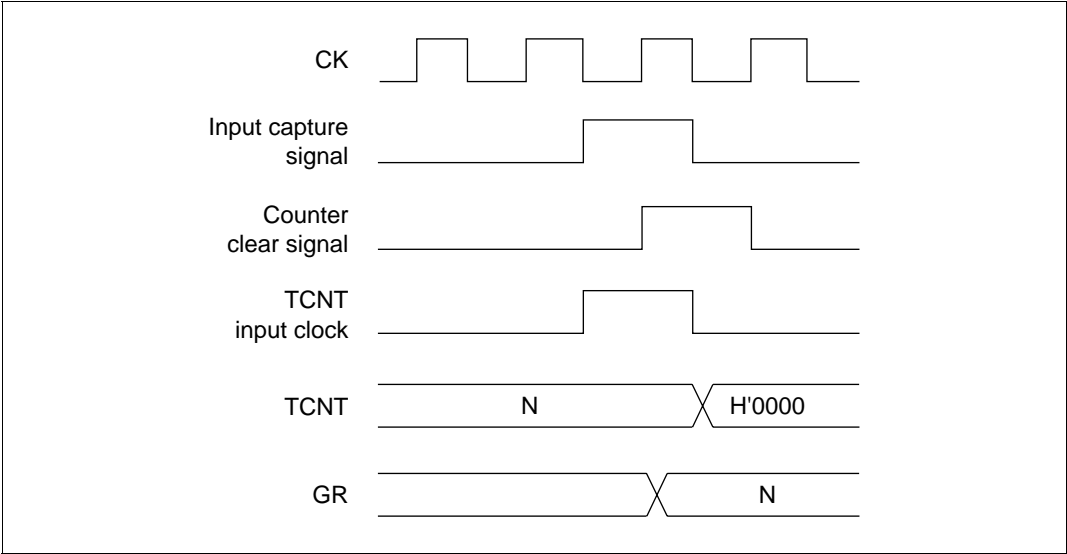 CK
Input capture
signal
Counter
clear signal
TCNT
input clock
TCNT
N
H'0000
GR
N